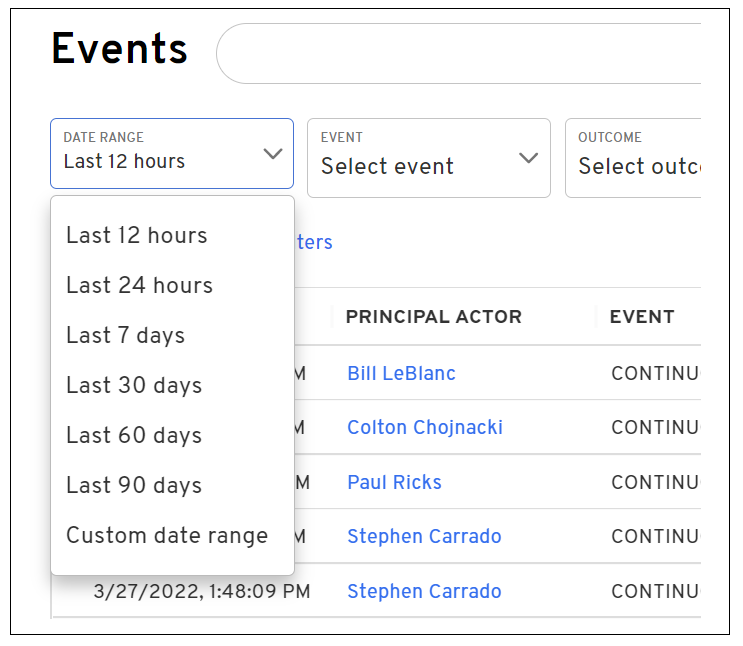 Events
DATE RANGE
Last 12 hours
EVENT
Select event
OUTCOME
Select outc
Last 12 hours
Last 24 hours
Last 7 days
Last 30 days
Last 60 days
Last 90 days
Custom date range
ters
PRINCIPAL ACTOR EVENT
M Bill LeBlanc CONTINU
M Colton Chojnacki CONTINU
M Paul Ricks CONTINU
M Stephen Carrado CONTINU
3/27/2022, 1:48:09 PM Stephen Carrado CONTINU